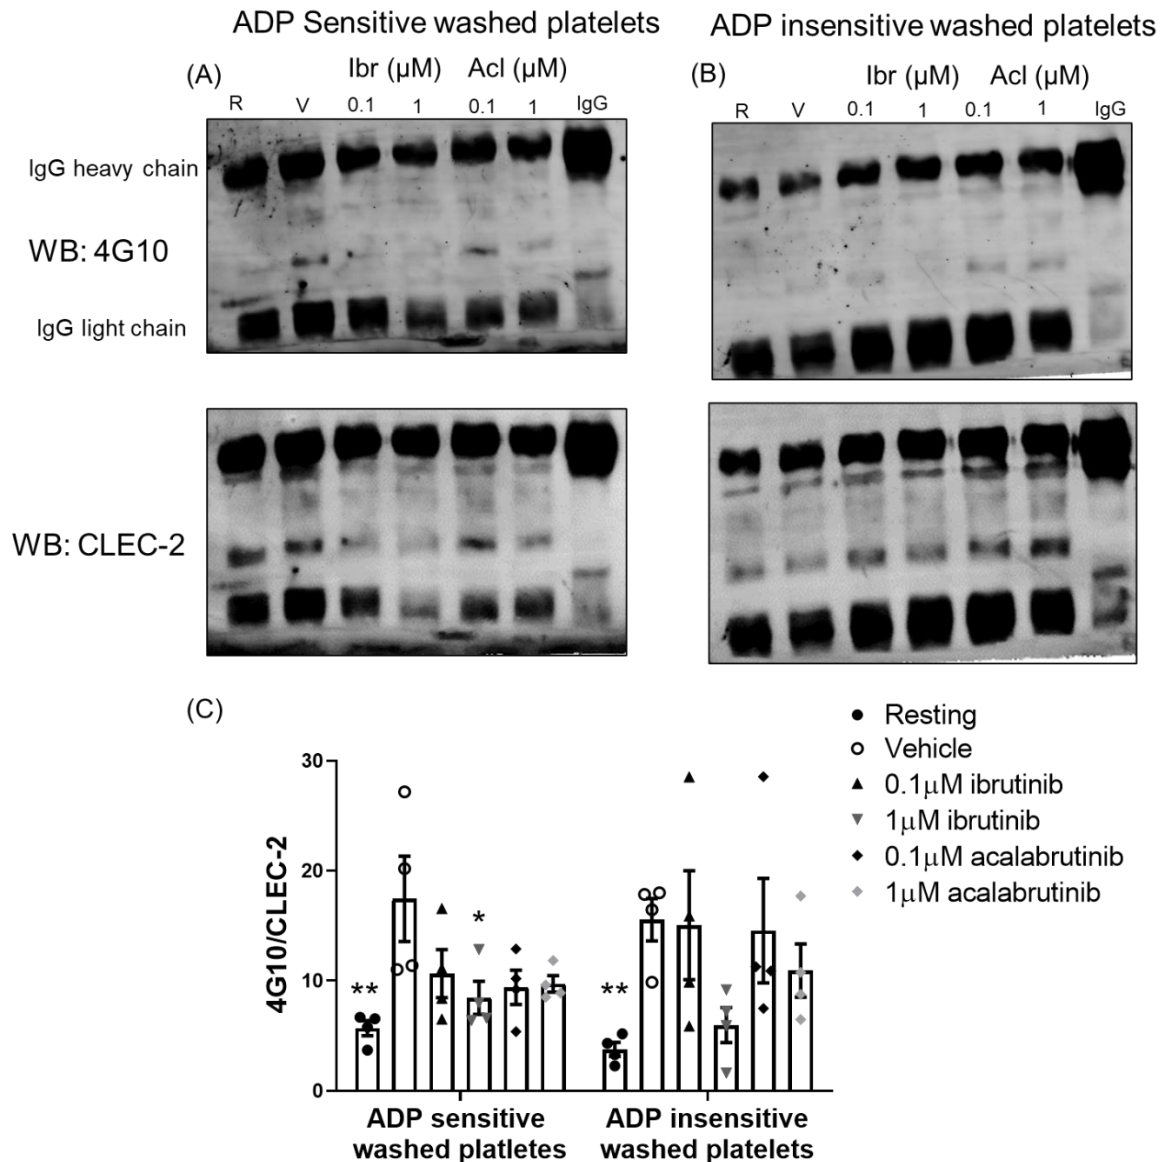 ADP Sensitive washed platelets
ADP insensitive washed platelets
(A)
Ibr (μM)
Acl (μM)
R
V
0.1
1
0.1
1
IgG
(B)
Ibr (μM)
Acl (μM)
R
V
0.1
1
0.1
1
IgG
IgG heavy chain
WB: 4G10
IgG light chain
WB: CLEC-2
(C)
Resting
Vehicle
0.1μM ibrutinib
1μM ibrutinib
0.1μM acalabrutinib
1μM acalabrutinib
4G10/CLEC-2
30
20
10
0
**
*
**
ADP sensitive
washed platletes
ADP insensitive
washed platelets